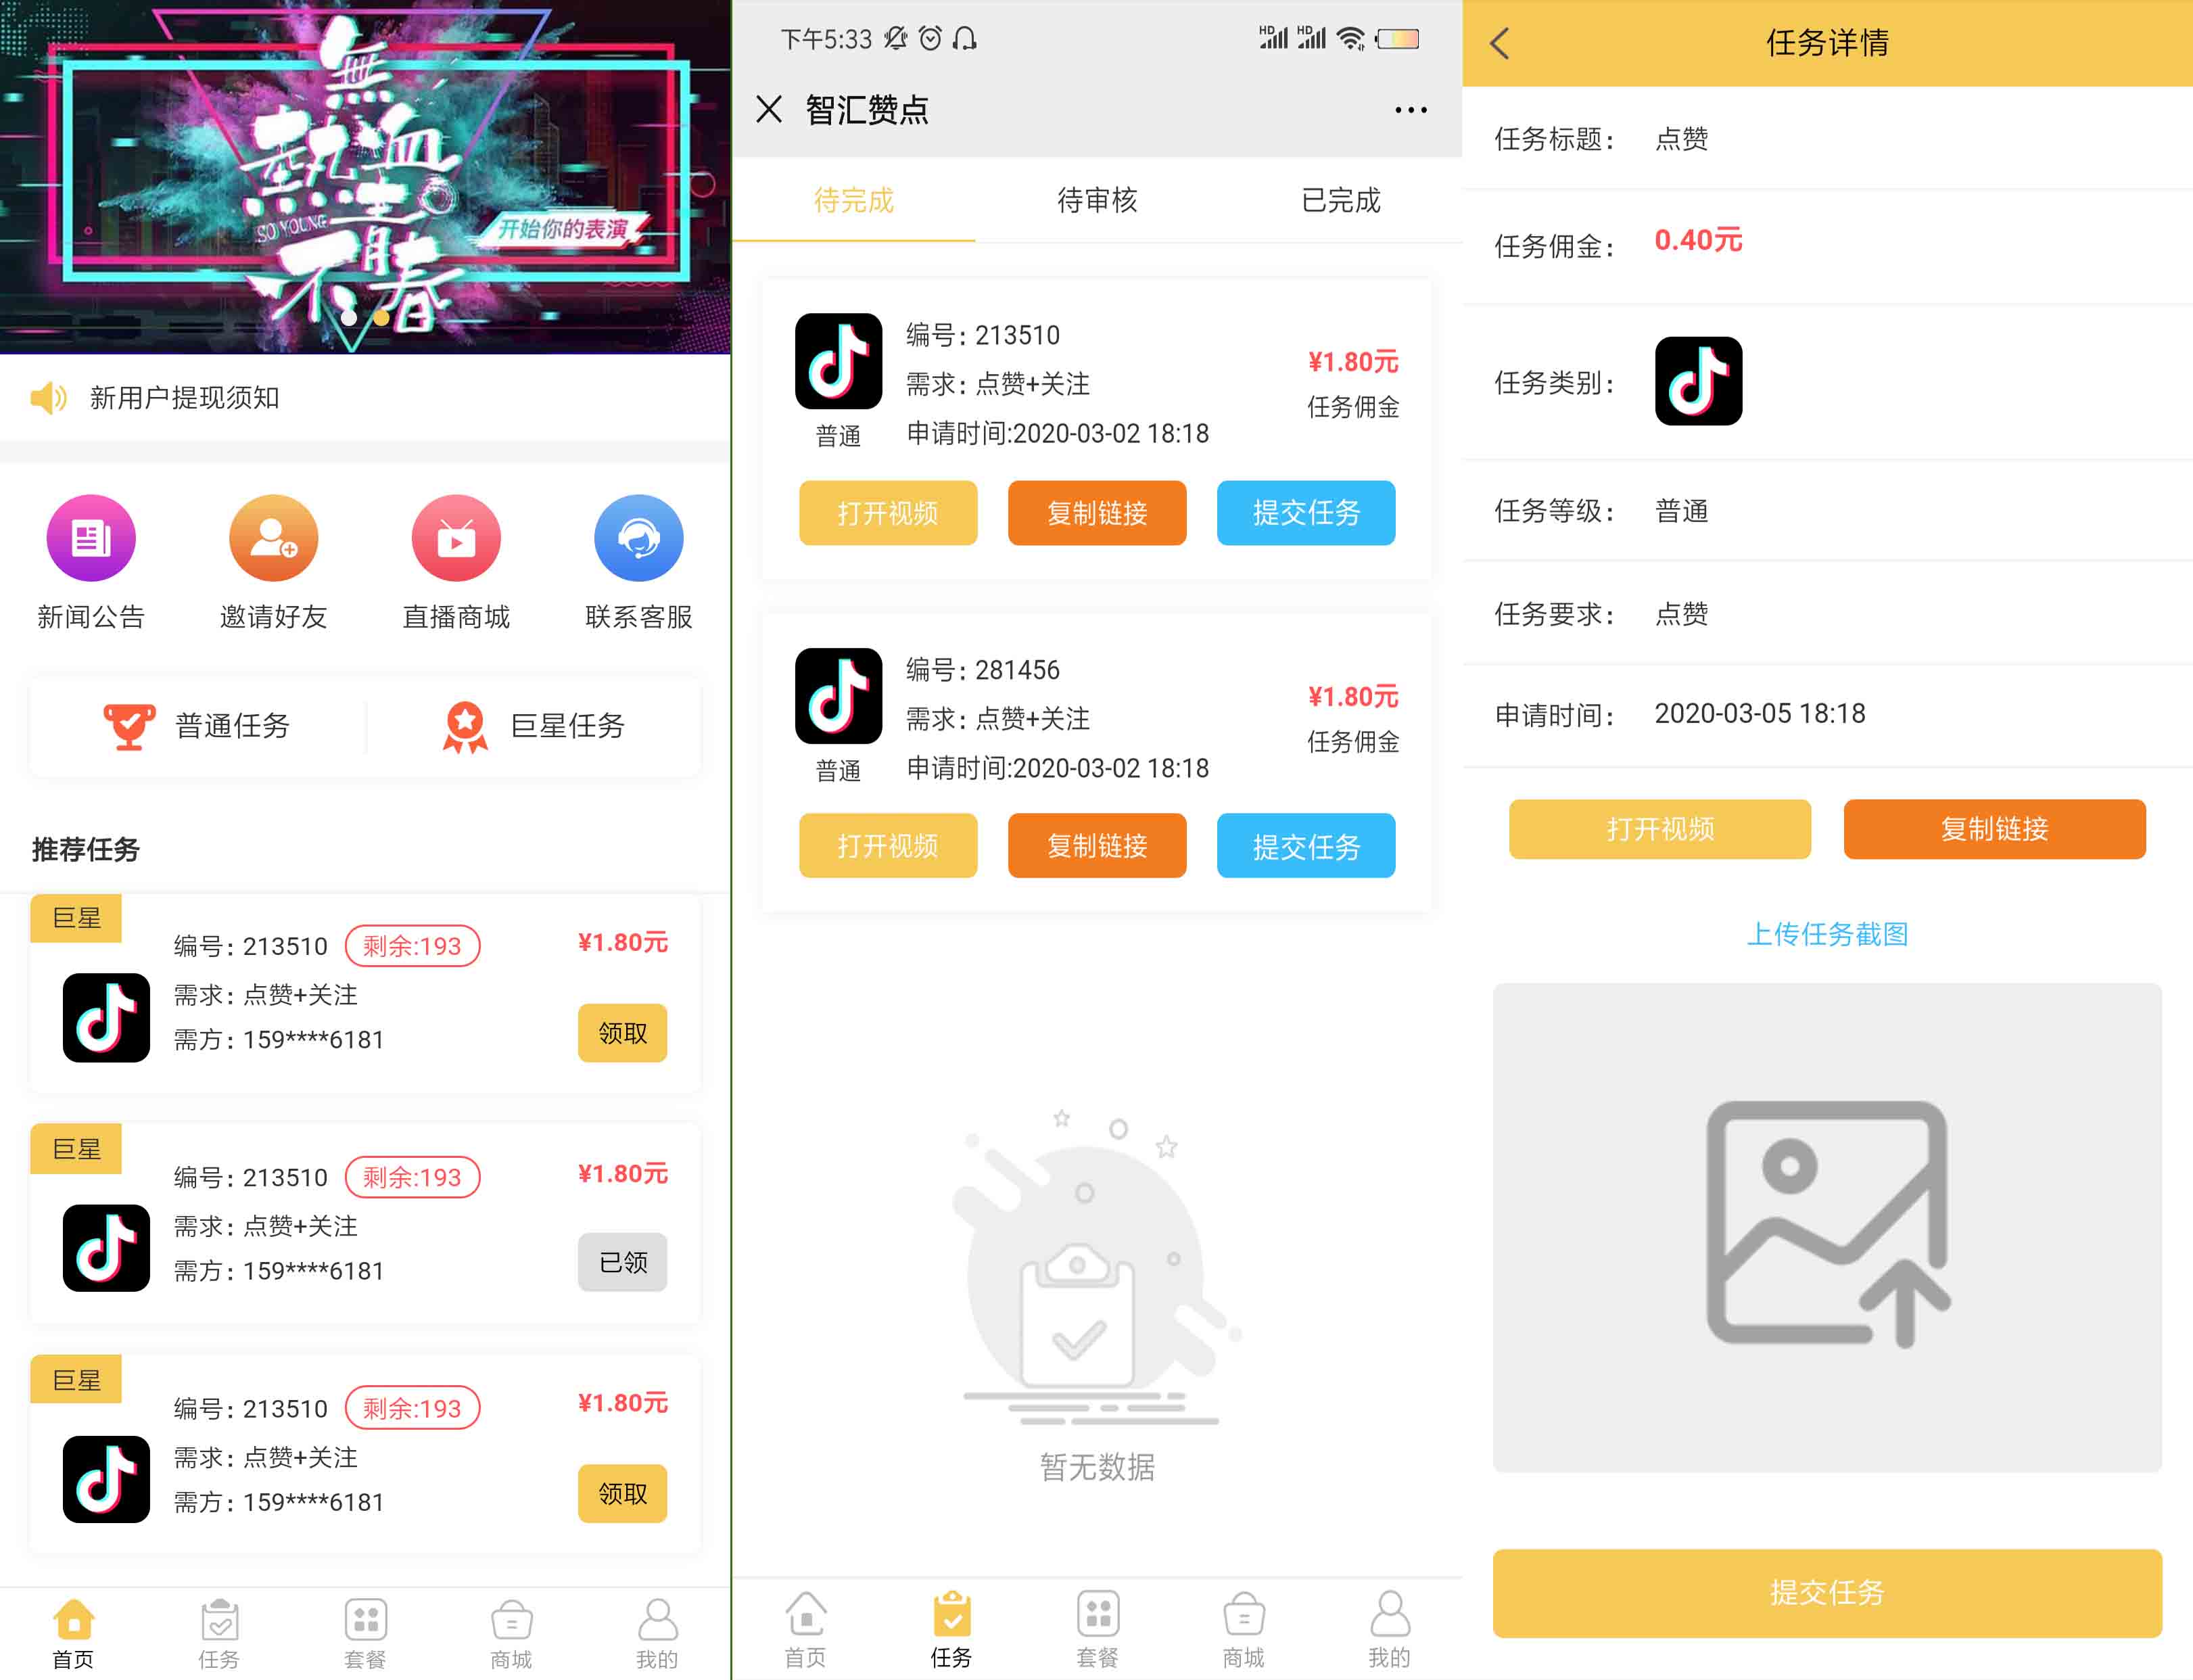 無
熱血
青
SO YOUNG
不春
开始你的表演
新用户提现须知
新闻公告
邀请好友
直播商城
联系客服
普通任务
巨星任务
推荐任务
巨星
编号: 213510 剩余:193
¥1.80元
需求: 点赞+关注
需方: 159****6181
领取
巨星
编号: 213510 剩余:193
¥1.80元
需求: 点赞+关注
需方: 159****6181
已领
巨星
编号: 213510 剩余:193
¥1.80元
需求: 点赞+关注
需方: 159****6181
领取
首页 任务 套餐 商城 我的
下午5:33 HD HD
智汇赞点
待完成 待审核 已完成
编号: 213510
需求: 点赞+关注
申请时间:2020-03-02 18:18
普通
¥1.80元
任务佣金
打开视频 复制链接 提交任务
编号: 281456
需求: 点赞+关注
申请时间:2020-03-02 18:18
普通
¥1.80元
任务佣金
打开视频 复制链接 提交任务
暂无数据
首页 任务 套餐 商城 我的
任务详情
任务标题: 点赞
任务佣金: 0.40元
任务类别:
任务等级: 普通
任务要求: 点赞
申请时间: 2020-03-05 18:18
打开视频 复制链接
上传任务截图
提交任务